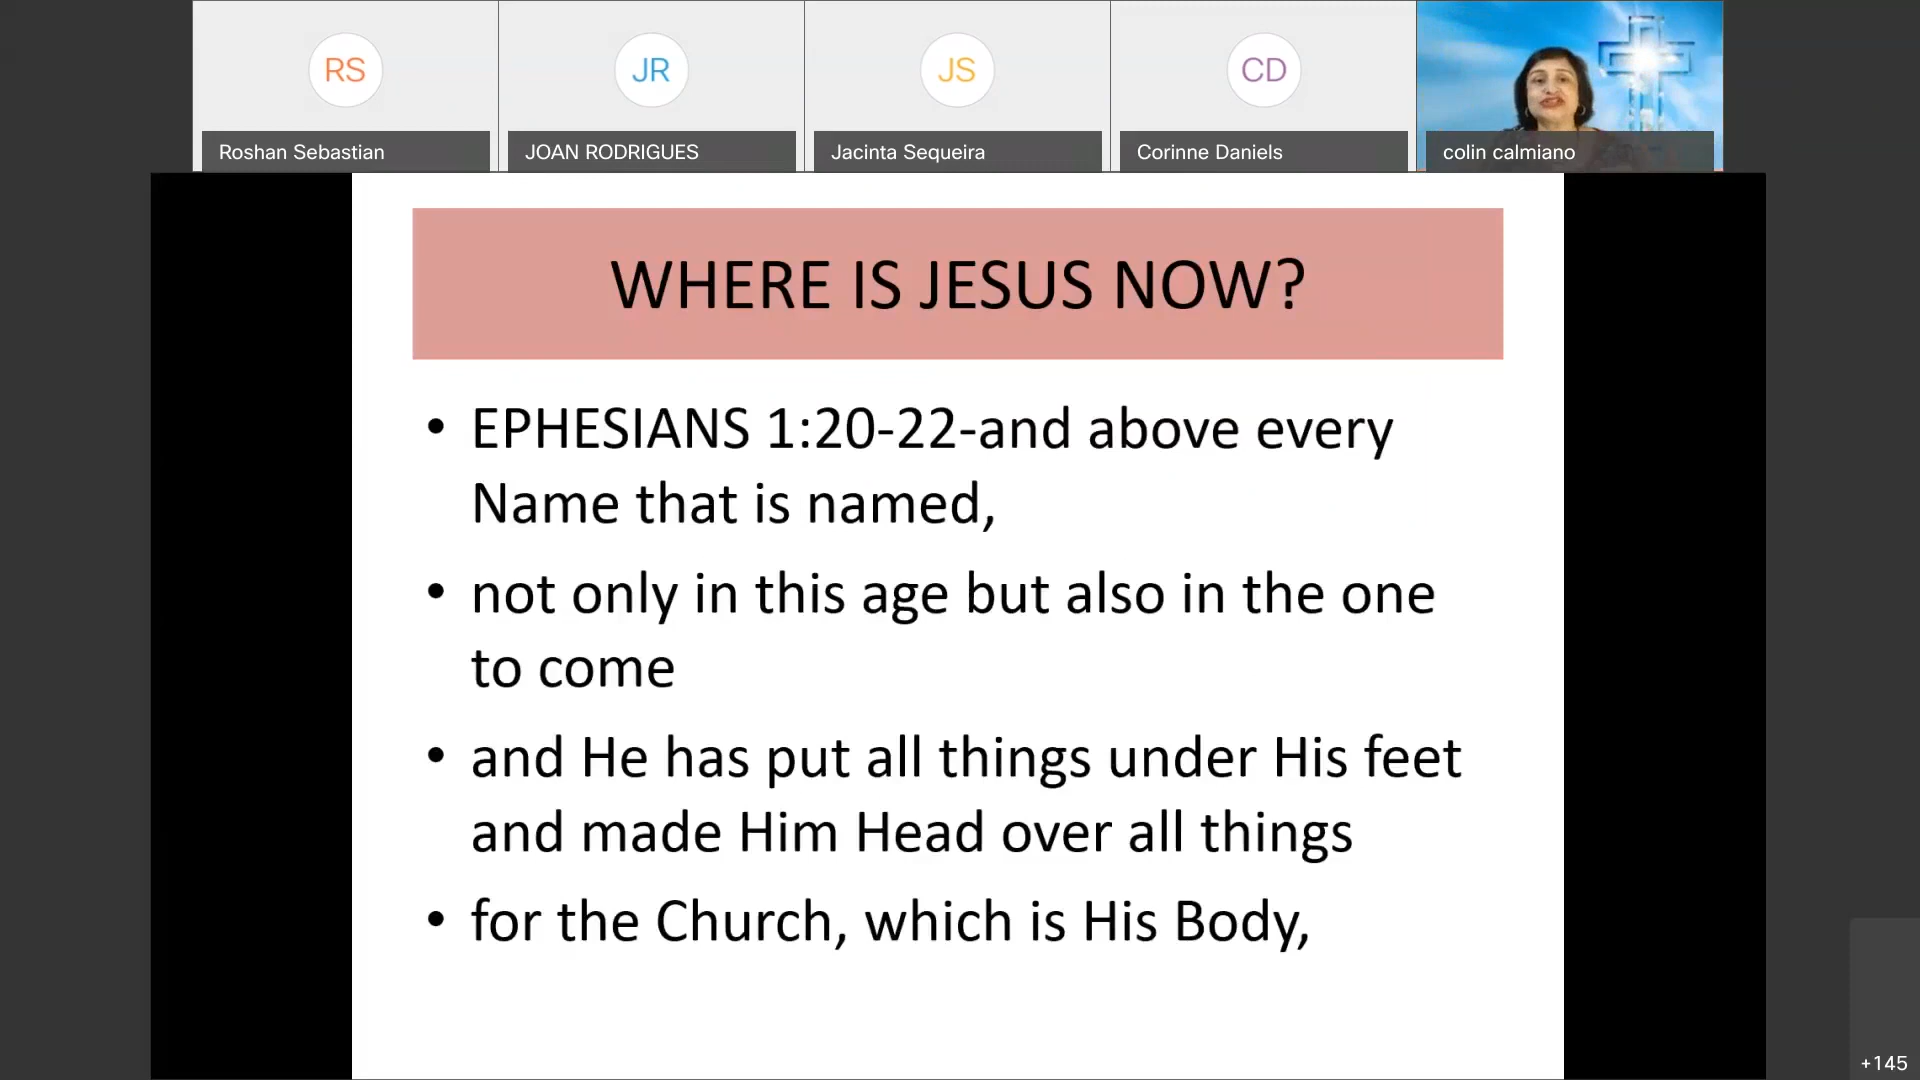 RS
JR
JS
CD
Roshan Sebastian
JOAN RODRIGUES
Jacinta Sequeira
Corinne Daniels
colin calmiano
WHERE IS JESUS NOW?
• EPHESIANS 1:20-22-and above every
Name that is named,
• not only in this age but also in the one
to come
• and He has put all things under His feet
and made Him Head over all things
• for the Church, which is His Body,
+145